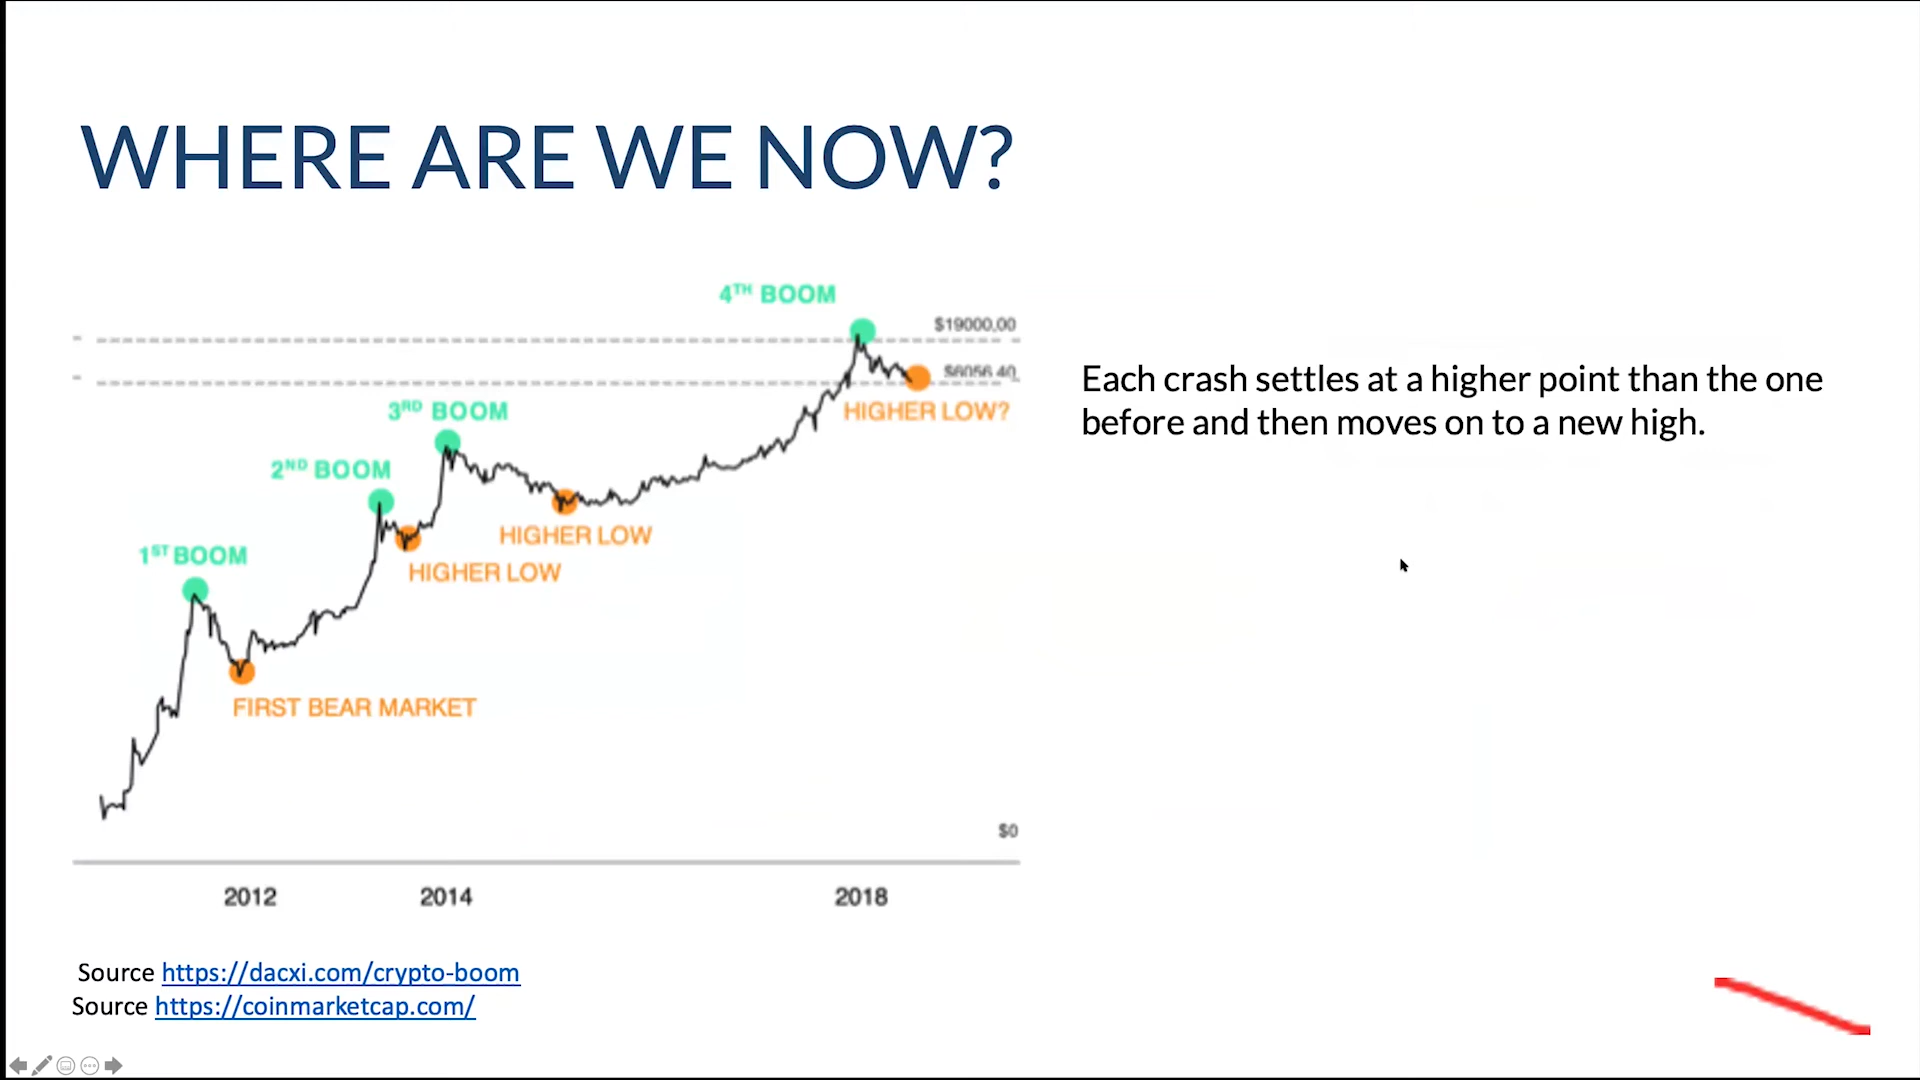 WHERE ARE WE NOW?
4TH BOOM
$19000,00
$6056.40
HIGHER LOW?
3RD BOOM
2ND BOOM
HIGHER LOW
HIGHER LOW
1ST BOOM
FIRST BEAR MARKET
$0
2012 2014 2018
Each crash settles at a higher point than the one
before and then moves on to a new high.
Source https://dacxi.com/crypto-boom
Source https://coinmarketcap.com/